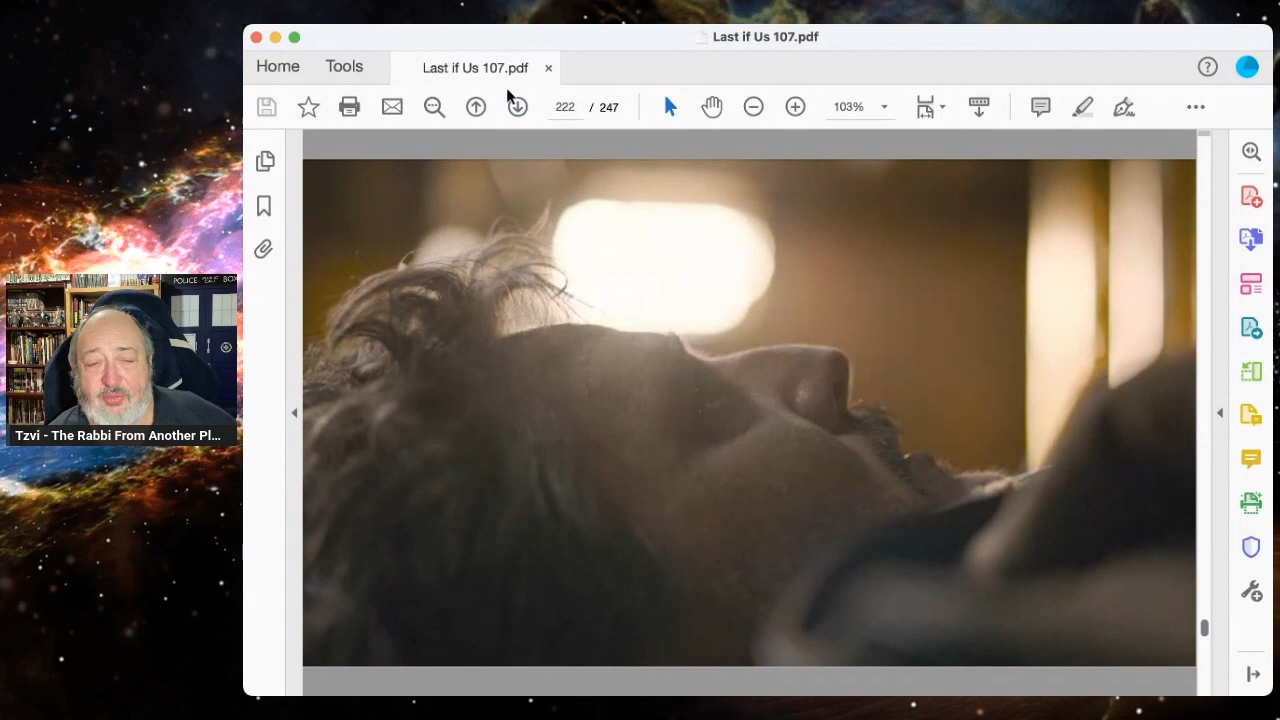 Last if Us 107.pdf
Home
Tools
Last if Us 107.pdf
222 / 247
103%
POLICE BOX
Tzvi - The Rabbi From Another Pl...